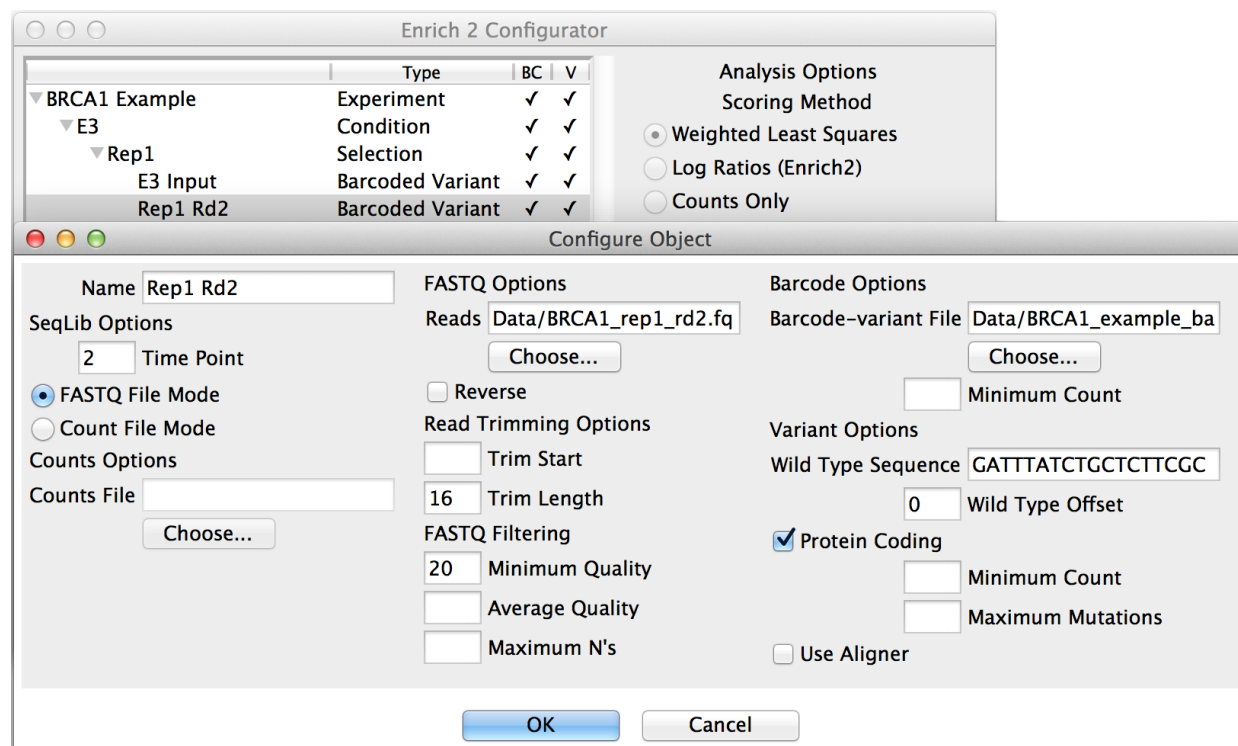 Enrich 2 Configurator
Type BC V
BRCA1 Example Experiment ✓ ✓
E3 Condition ✓ ✓
Rep1 Selection ✓ ✓
E3 Input Barcoded Variant ✓ ✓
Rep1 Rd2 Barcoded Variant ✓ ✓
Analysis Options
Scoring Method
Weighted Least Squares
Log Ratios (Enrich2)
Counts Only
Configure Object
Name Rep1 Rd2
SeqLib Options
2 Time Point
FASTQ File Mode
Count File Mode
Counts Options
Counts File
Choose...
FASTQ Options
Reads Data/BRCA1_rep1_rd2.fq
Choose...
Reverse
Read Trimming Options
Trim Start
16 Trim Length
FASTQ Filtering
20 Minimum Quality
Average Quality
Maximum N's
Barcode Options
Barcode-variant File Data/BRCA1_example_ba
Choose...
Minimum Count
Variant Options
Wild Type Sequence GATTTATCTGCTCTTCGC
0 Wild Type Offset
Protein Coding
Minimum Count
Maximum Mutations
Use Aligner
OK Cancel